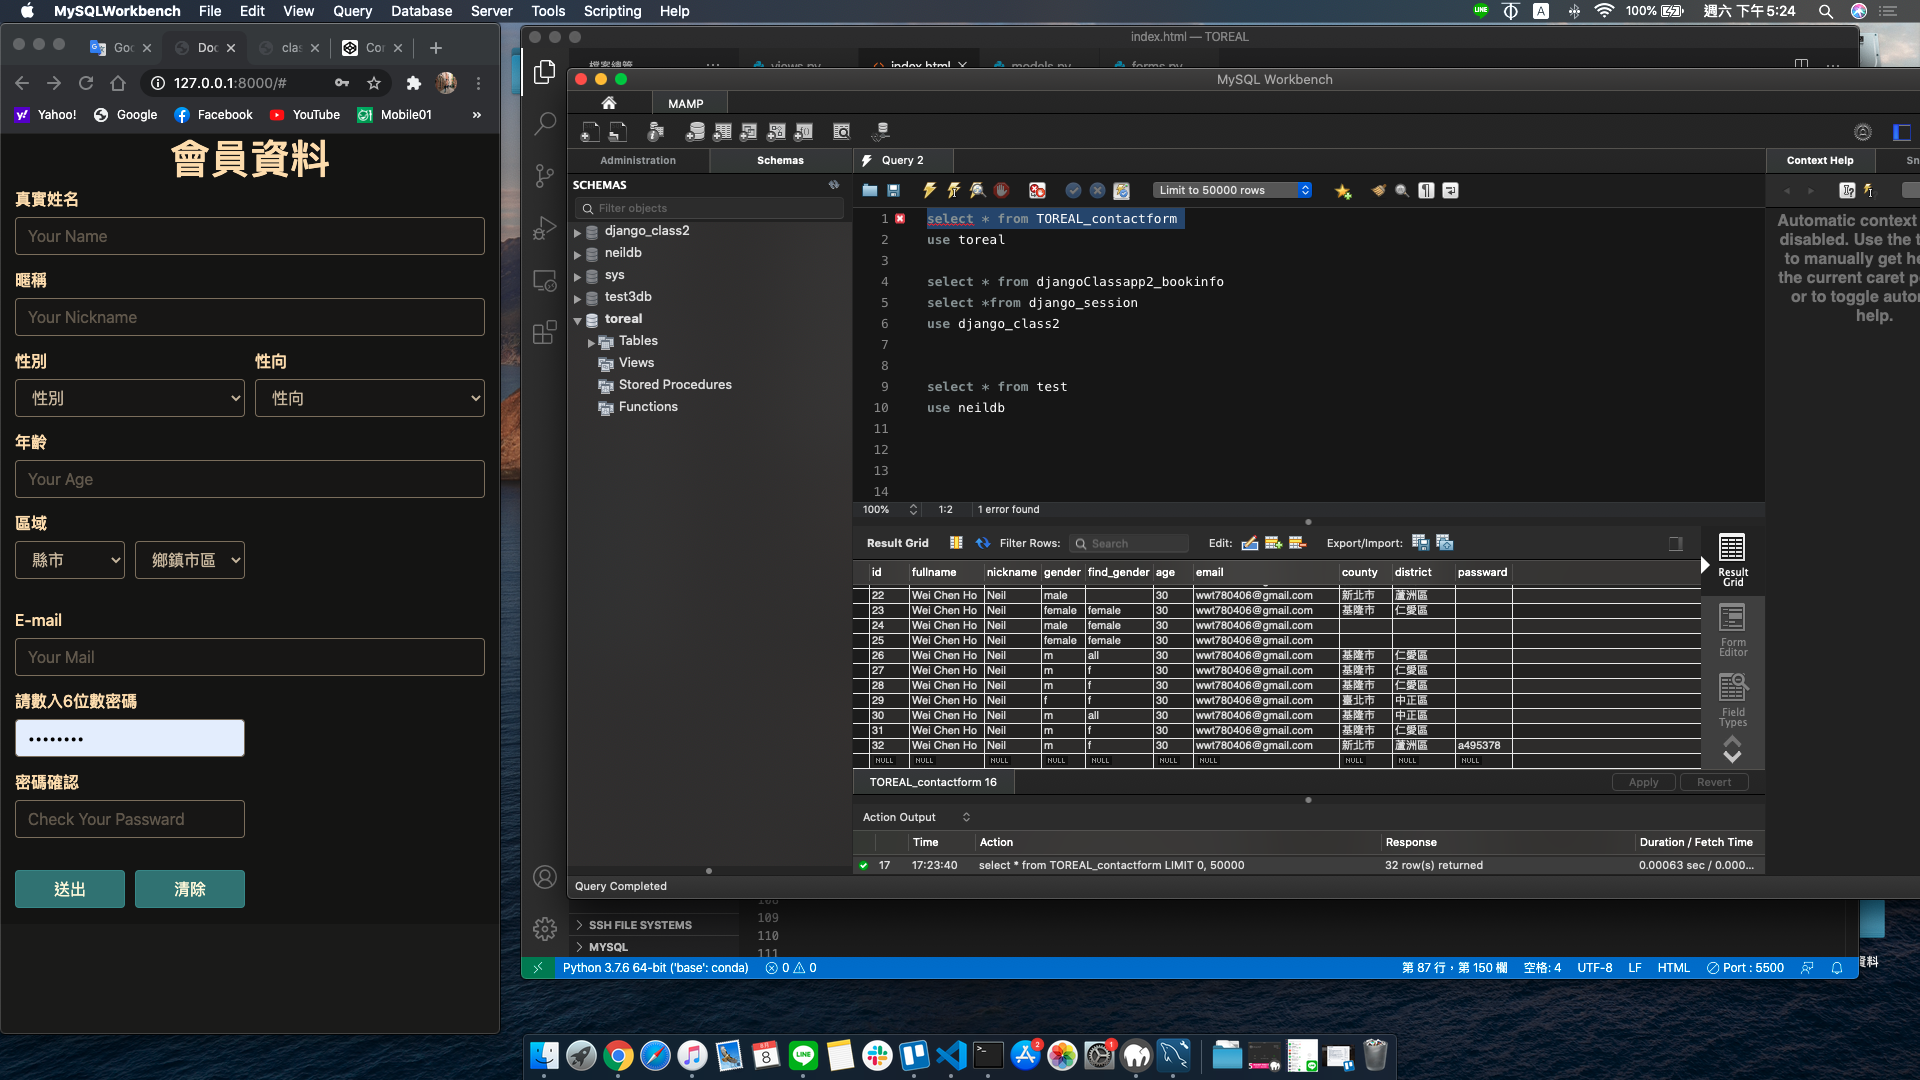 MySQLWorkbench File Edit View Query Database Server Tools Scripting Help
LINE A 100% 週六 下午5:24
Goo Doc clas Con
127.0.0.1:8000/#
Yahoo! Google Facebook YouTube Mobile01 »
會員資料
真實姓名
Your Name
暱稱
Your Nickname
性別 性向
性別 性向
年齡
Your Age
區域
縣市 鄉鎮市區
E-mail
Your Mail
請數入6位數密碼
••••••••
密碼確認
Check Your Password
送出 清除
index.html — TOREAL
views.py index.html models.py forms.py
MySQL Workbench
MAMP
Administration Schemas Query 2 Context Help Sn
SCHEMAS
Filter objects
django_class2
neildb
sys
test3db
toreal
Tables
Views
Stored Procedures
Functions
Limit to 50000 rows
1 select * from TOREAL_contactform
2 use toreal
3
4 select * from djangoClassapp2_bookinfo
5 select *from django_session
6 use django_class2
7
8
9 select * from test
10 use neildb
11
12
13
14
Automatic context
disabled. Use the t
to manually get he
the current caret p
or to toggle auto
help.
100% 1:2 1 error found
Result Grid Filter Rows: Search Edit: Export/Import:
Result Grid
Form Editor
Field Types
id fullname nickname gender find_gender age email county district password
22 Wei Chen Ho Neil male 30 wwt780406@gmail.com 新北市 蘆洲區
23 Wei Chen Ho Neil female female 30 wwt780406@gmail.com 基隆市 仁愛區
24 Wei Chen Ho Neil male female 30 wwt780406@gmail.com
25 Wei Chen Ho Neil female female 30 wwt780406@gmail.com
26 Wei Chen Ho Neil m all 30 wwt780406@gmail.com 基隆市 仁愛區
27 Wei Chen Ho Neil m f 30 wwt780406@gmail.com 基隆市 仁愛區
28 Wei Chen Ho Neil m f 30 wwt780406@gmail.com 基隆市 仁愛區
29 Wei Chen Ho Neil f f 30 wwt780406@gmail.com 臺北市 中正區
30 Wei Chen Ho Neil m all 30 wwt780406@gmail.com 基隆市 中正區
31 Wei Chen Ho Neil m f 30 wwt780406@gmail.com 基隆市 仁愛區
32 Wei Chen Ho Neil m f 30 wwt780406@gmail.com 新北市 蘆洲區 a495378
NULL NULL NULL NULL NULL NULL NULL NULL NULL NULL
TOREAL_contactform 16 Apply Revert
Action Output
Time Action Response Duration / Fetch Time
17 17:23:40 select * from TOREAL_contactform LIMIT 0, 50000 32 row(s) returned 0.00063 sec / 0.000...
Query Completed
SSH FILE SYSTEMS
MYSQL
109
110
111
Python 3.7.6 64-bit ('base': conda) 0 0 第 87 行，第 150 欄 空格: 4 UTF-8 LF HTML Port : 5500
資料
8
2
1